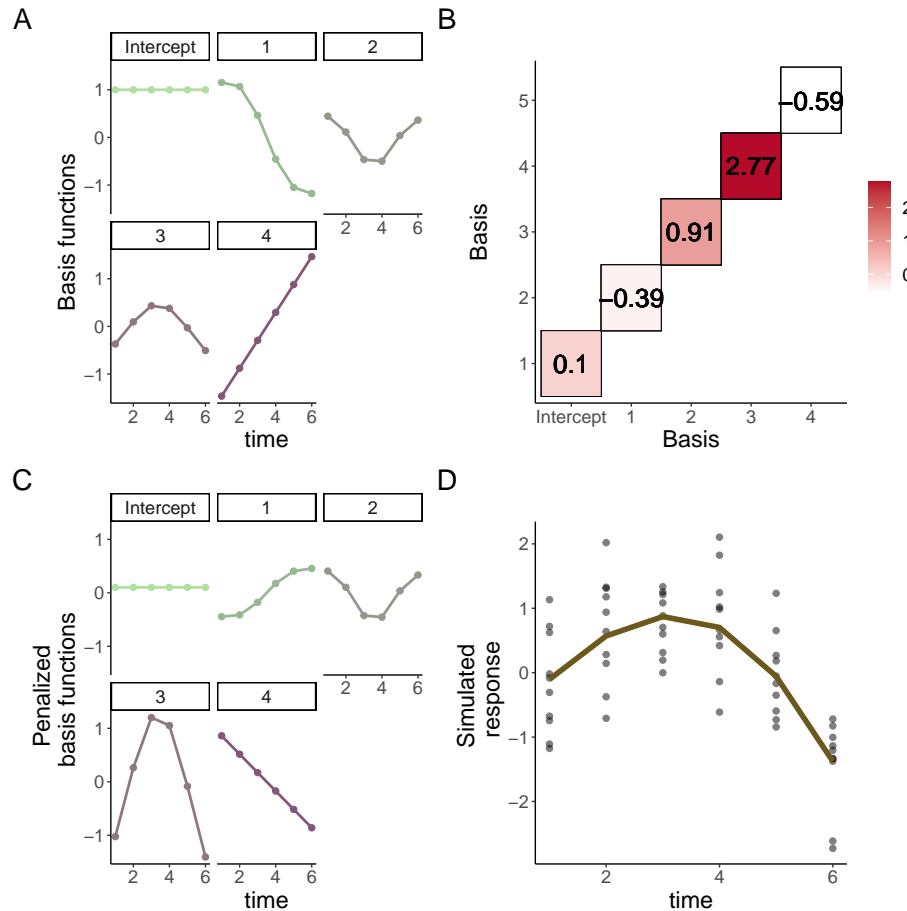 A
Intercept
1
2
1
0
−1
2 4 6
3
4
1
0
−1
2 4 6
2 4 6
Basis functions
time
B
5
4
3
2
1
−0.59
2.77
0.91
−0.39
0.1
Intercept 1 2 3 4
Basis
Basis
2
1
0
C
Intercept
1
2
1
0
−1
2 4 6
3
4
1
0
−1
2 4 6
2 4 6
Penalized
basis functions
time
D
2
1
0
−1
−2
2 4 6
Simulated
response
time